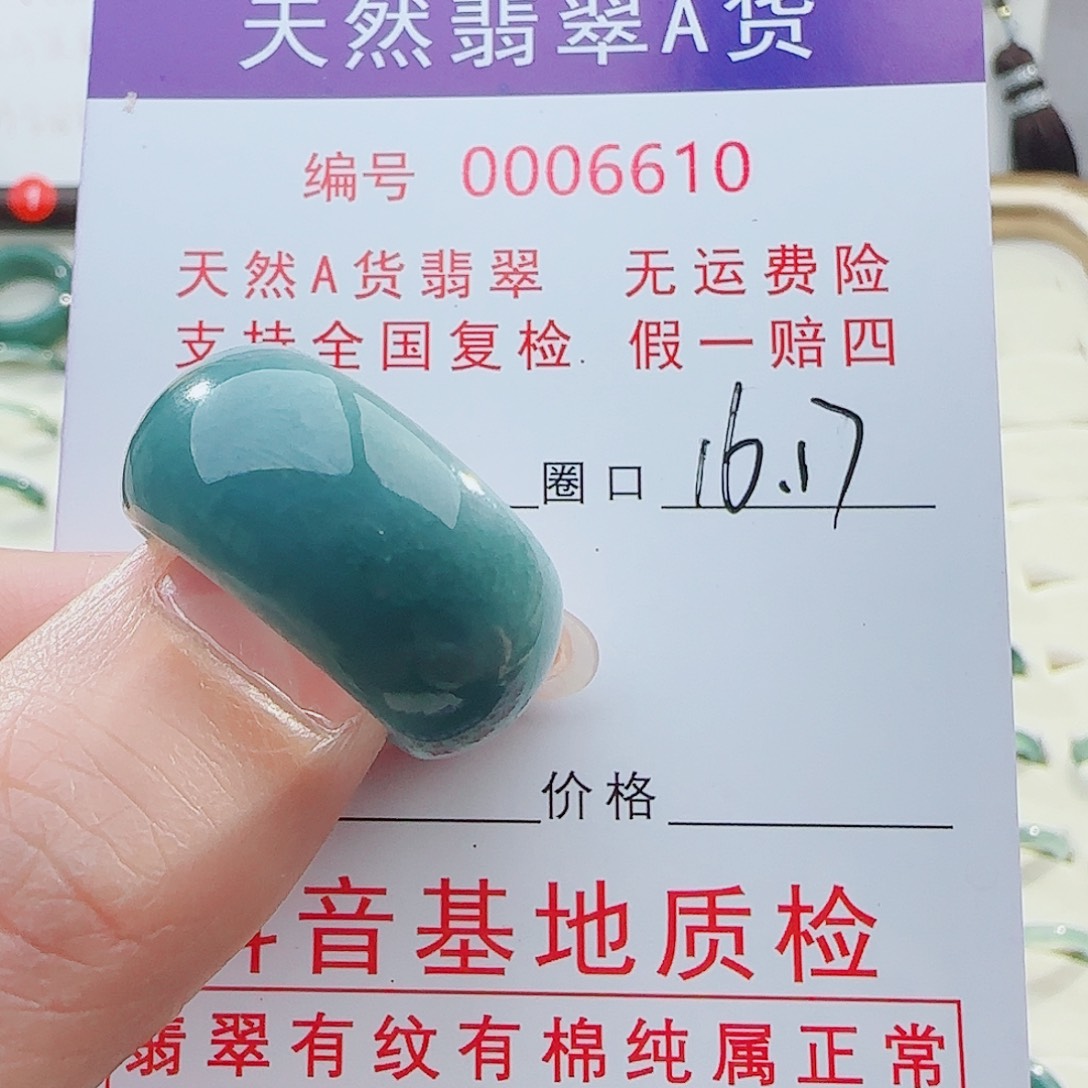 天然翡翠A货
编号 0006610
天然A货翡翠 无运费险
支持全国复检 假一赔四
圈口 16.17
价格
音基地质检
翡翠有纹有棉纯属正常